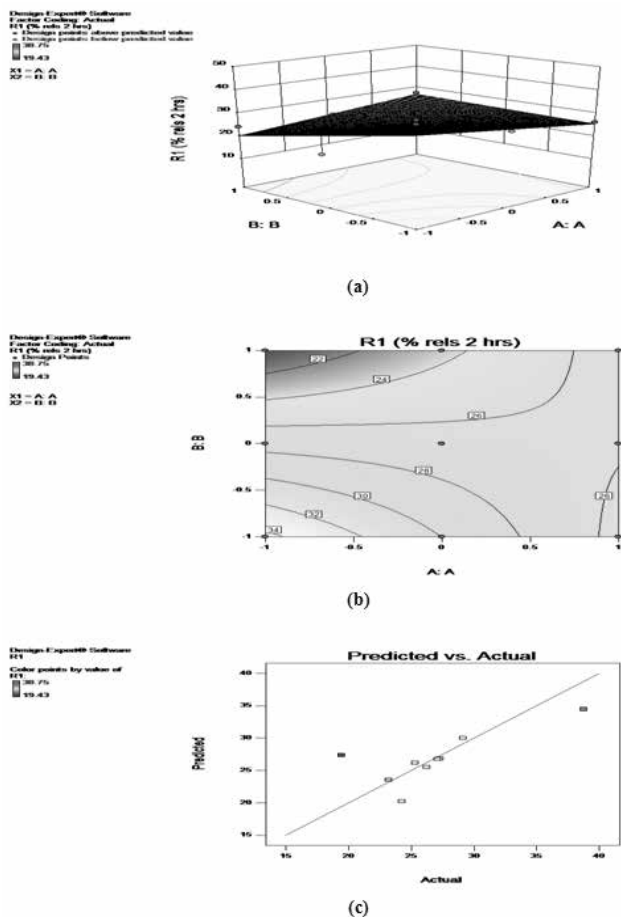 Design-Expert® Software
Factor Coding: Actual
R1 (% rels 2 hrs)
Design points above predicted value
Design points below predicted value
38.75
19.43
X1 = A: A
X2 = B: B
50
40
30
20
10
R1 (% rels 2 hrs)
1
0.5
0
-0.5
-1
B: B
-1
-0.5
0
0.5
1
A: A
(a)
Design-Expert® Software
Factor Coding: Actual
R1 (% rels 2 hrs)
Design Points
38.75
19.43
X1 = A: A
X2 = B: B
R1 (% rels 2 hrs)
1
0.5
0
-0.5
-1
B: B
22
24
26
28
30
32
34
26
-1
-0.5
0
0.5
1
A: A
(b)
Design-Expert® Software
R1
Color points by value of
R1:
38.75
19.43
Predicted vs. Actual
40
35
30
25
20
15
Predicted
15
20
25
30
35
40
Actual
(c)